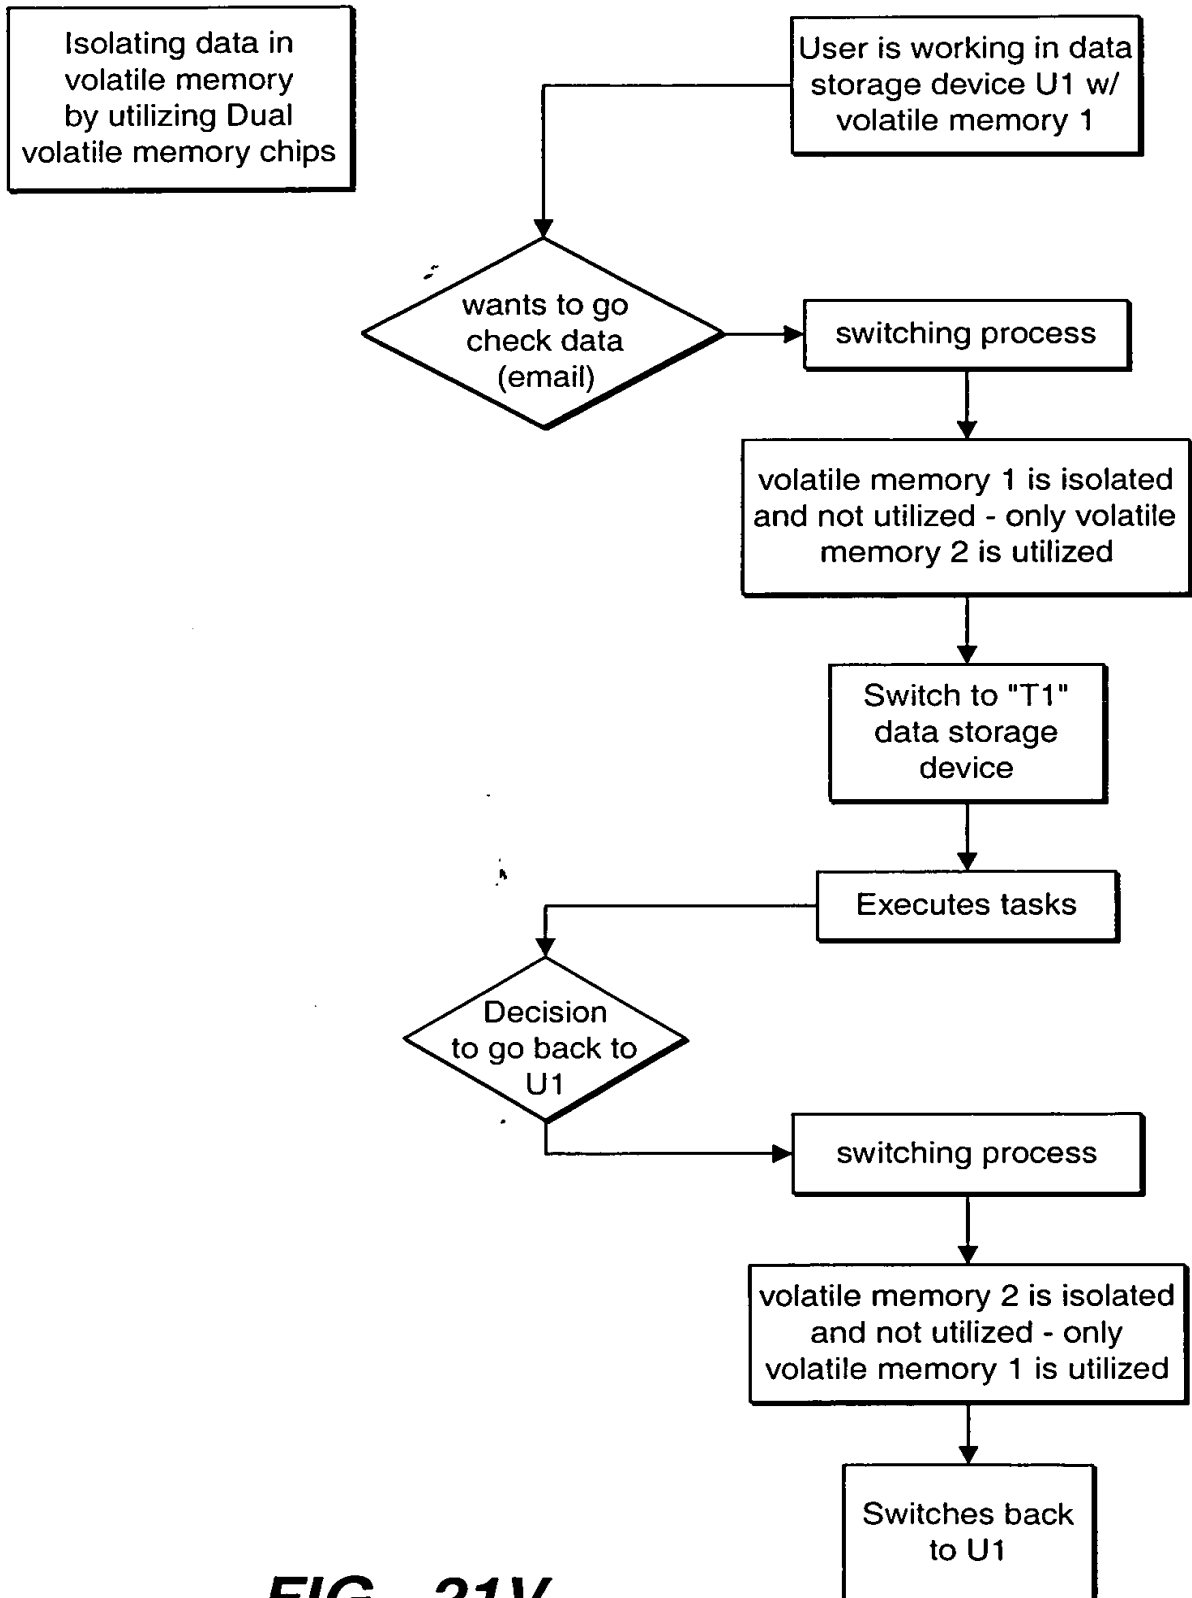 Isolating data in
volatile memory
by utilizing Dual
volatile memory chips
User is working in data
storage device U1 w/
volatile memory 1
wants to go
check data
(email)
switching process
volatile memory 1 is isolated
and not utilized - only volatile
memory 2 is utilized
Switch to "T1"
data storage
device
Executes tasks
Decision
to go back to
U1
switching process
volatile memory 2 is isolated
and not utilized - only
volatile memory 1 is utilized
Switches back
to U1
FIG._21V